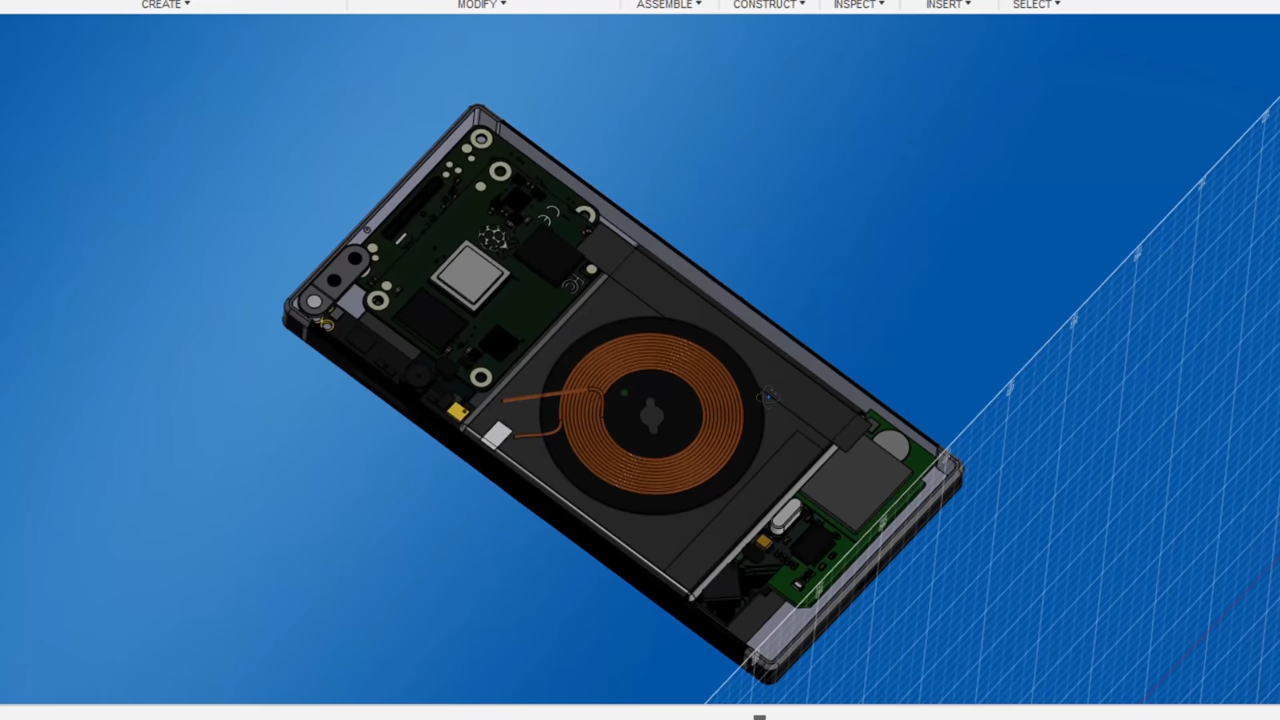 CREATE▾ MODIFY▾ ASSEMBLE▾ CONSTRUCT▾ INSPECT▾ INSERT▾ SELECT▾